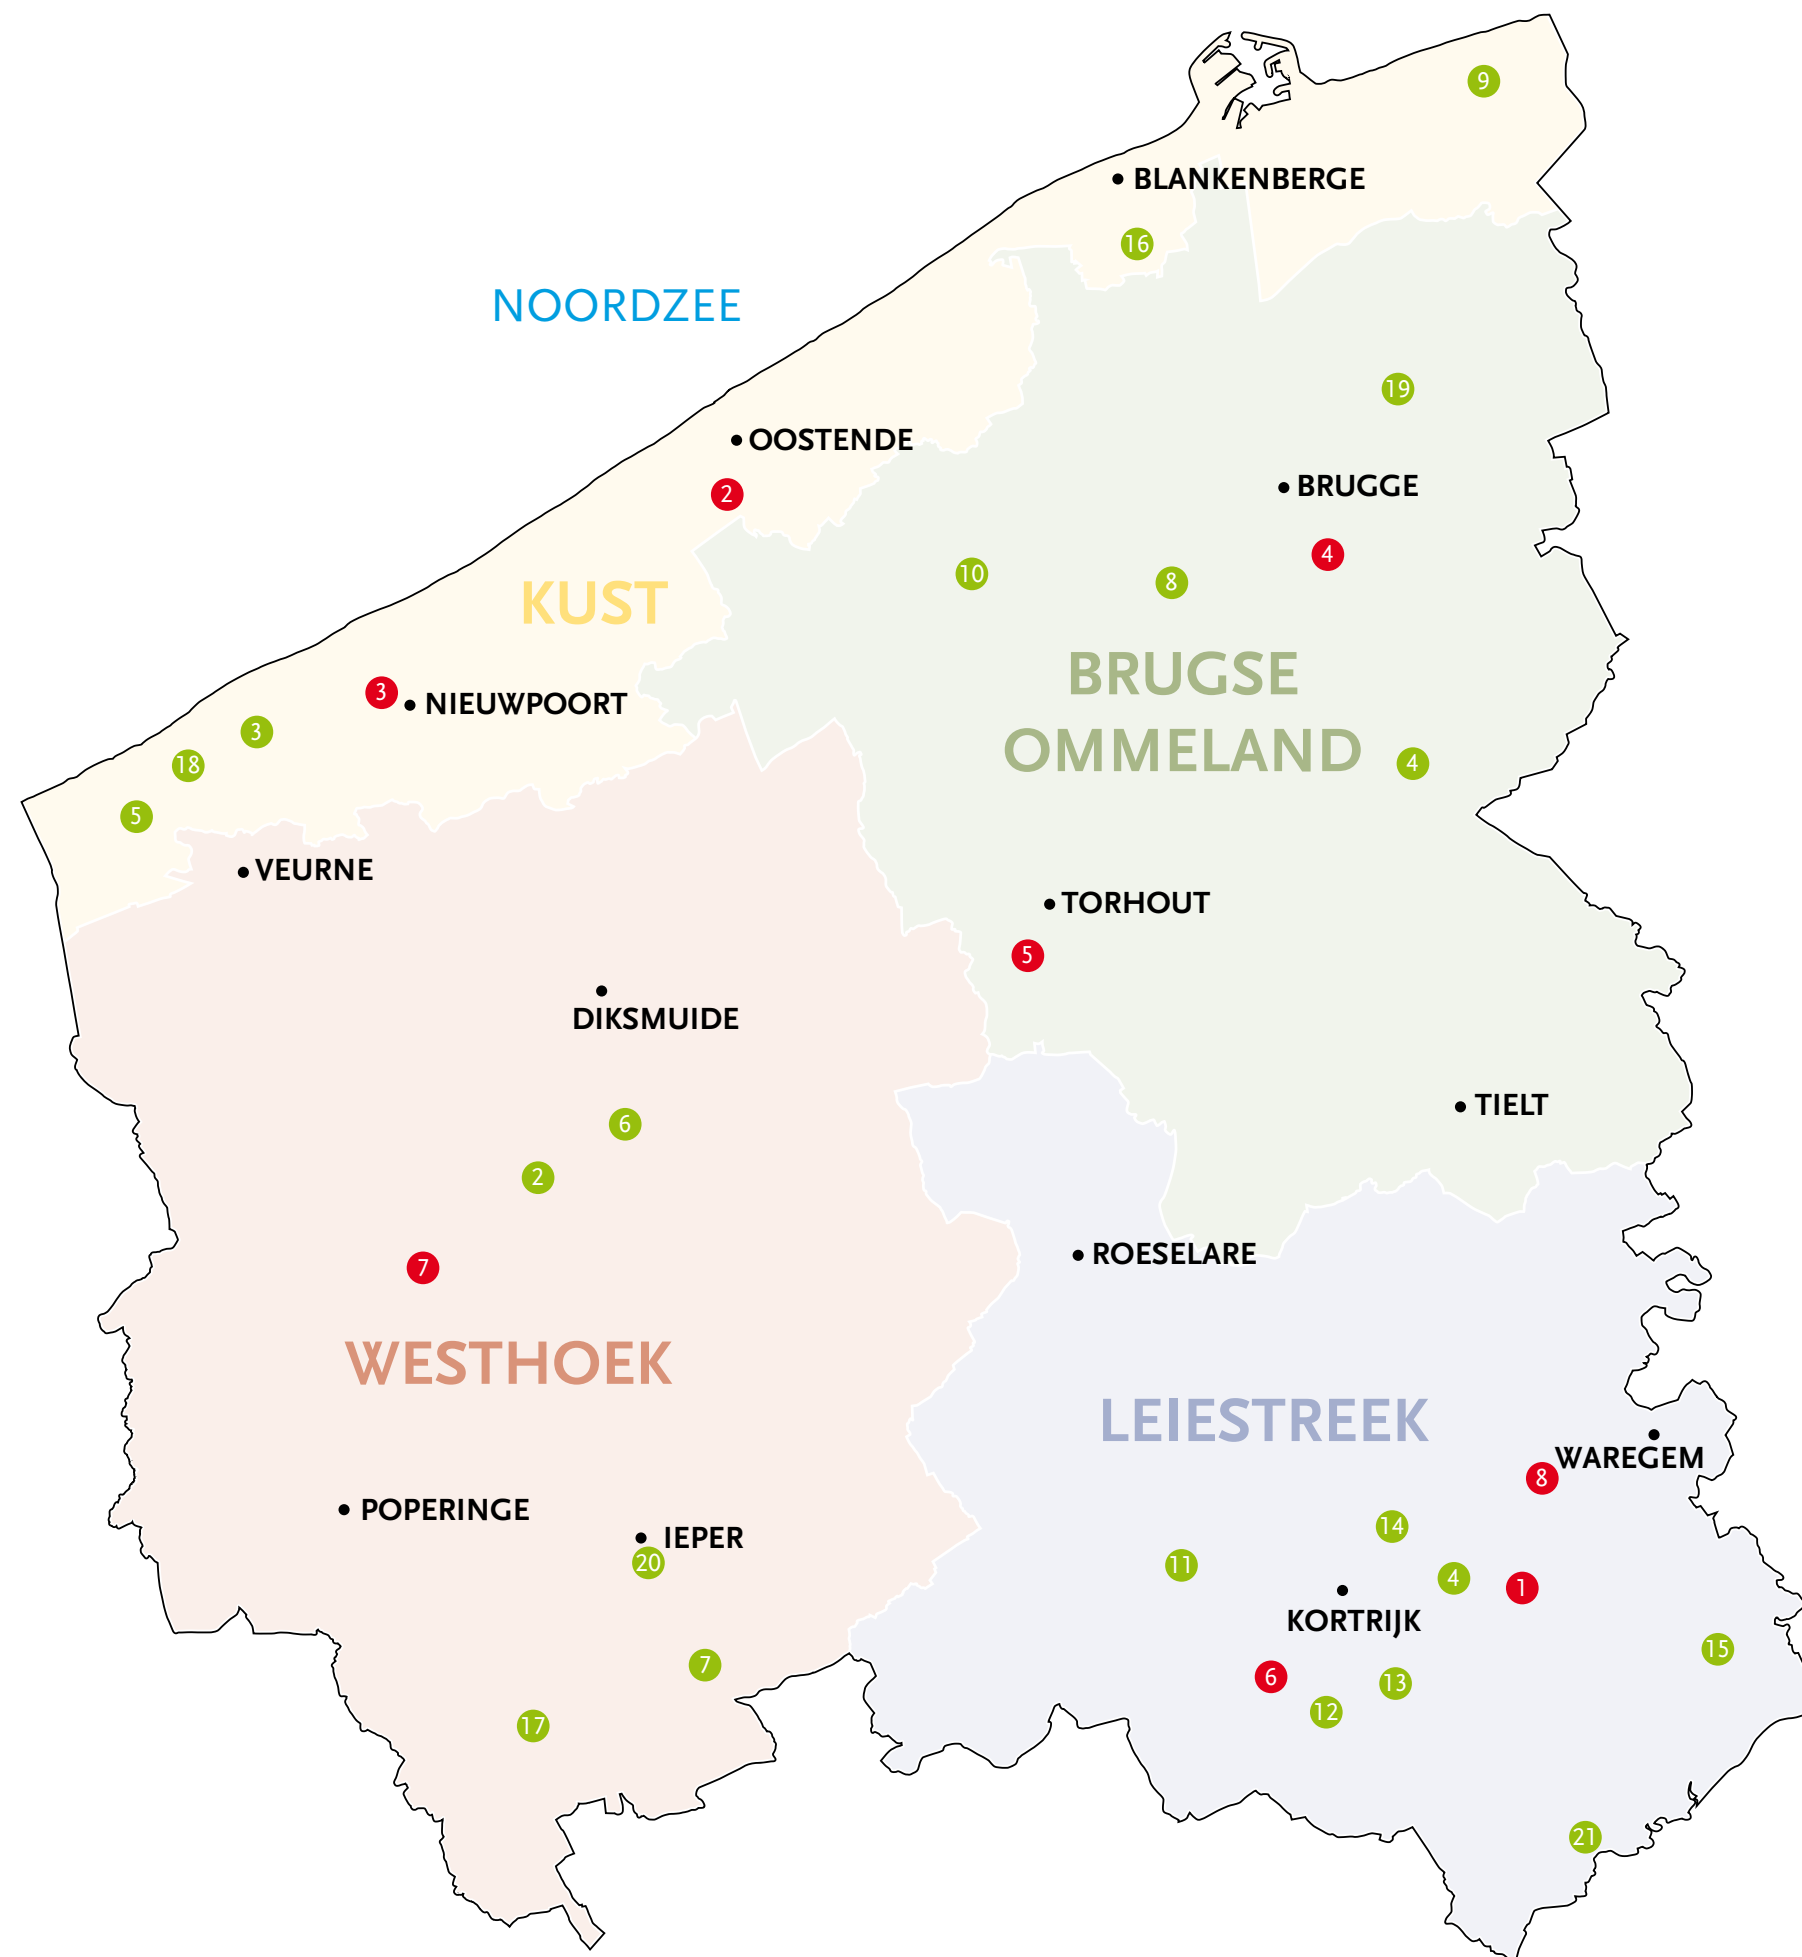 9
BLANKENBERGE
16
NOORDZEE
19
OOSTENDE
2
BRUGGE
4
10
8
KUST
BRUGSE
OMMELAND
3
NIEUWPOORT
3
18
4
5
VEURNE
TORHOUT
5
DIKSMUIDE
TIELT
6
2
ROESELARE
7
WESTHOEK
LEIESTREEK
WAREGEM
8
POPERINGE
14
IEPER
20
11
4
1
KORTRIJK
15
7
6
13
12
17
21